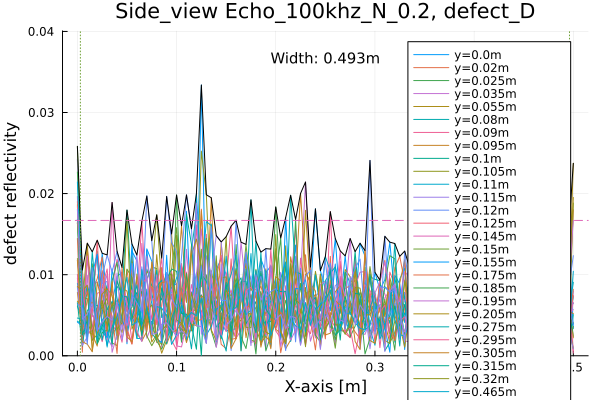 Side_view Echo_100khz_N_0.2, defect_D
0.04
0.03
0.02
0.01
0.00
defect reflectivity
Width: 0.493m
y=0.0m
y=0.02m
y=0.025m
y=0.035m
y=0.055m
y=0.08m
y=0.09m
y=0.095m
y=0.1m
y=0.105m
y=0.11m
y=0.115m
y=0.12m
y=0.125m
y=0.145m
y=0.15m
y=0.155m
y=0.175m
y=0.185m
y=0.195m
y=0.205m
y=0.275m
y=0.295m
y=0.305m
y=0.315m
y=0.32m
y=0.465m
0.0
0.1
0.2
0.3
.5
X-axis [m]